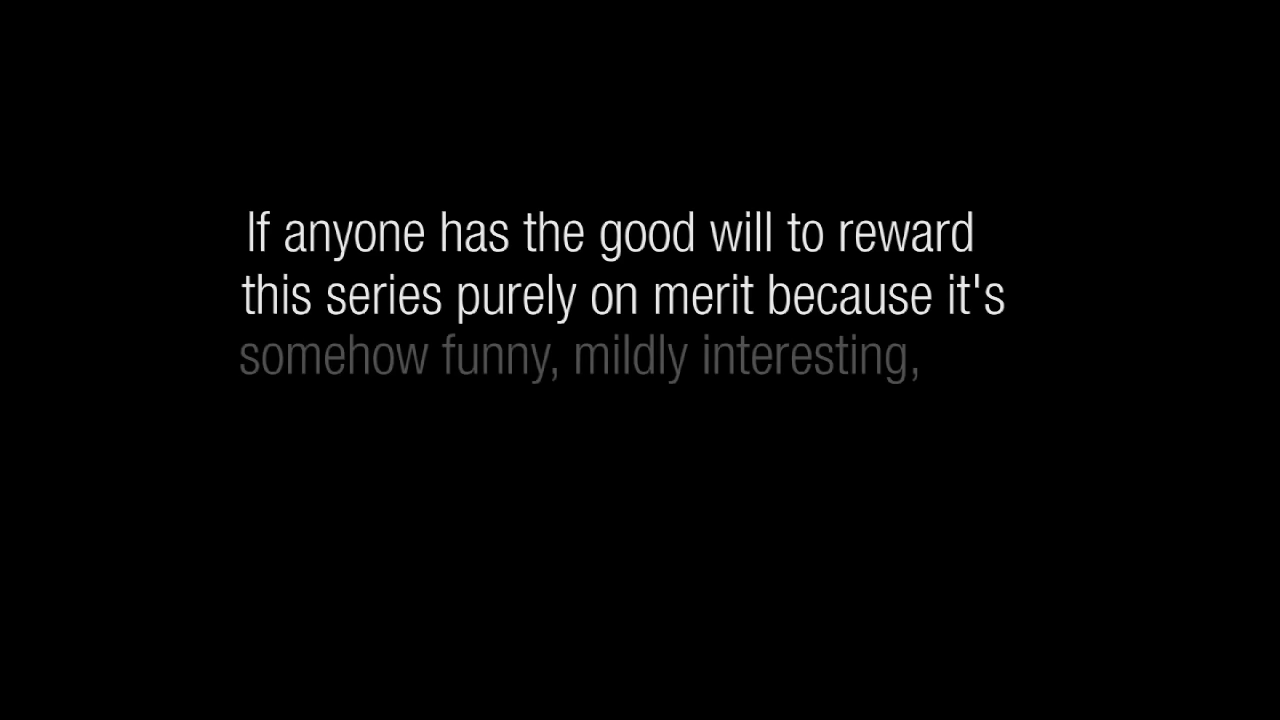 If anyone has the good will to reward
this series purely on merit because it's
somehow funny, mildly interesting,